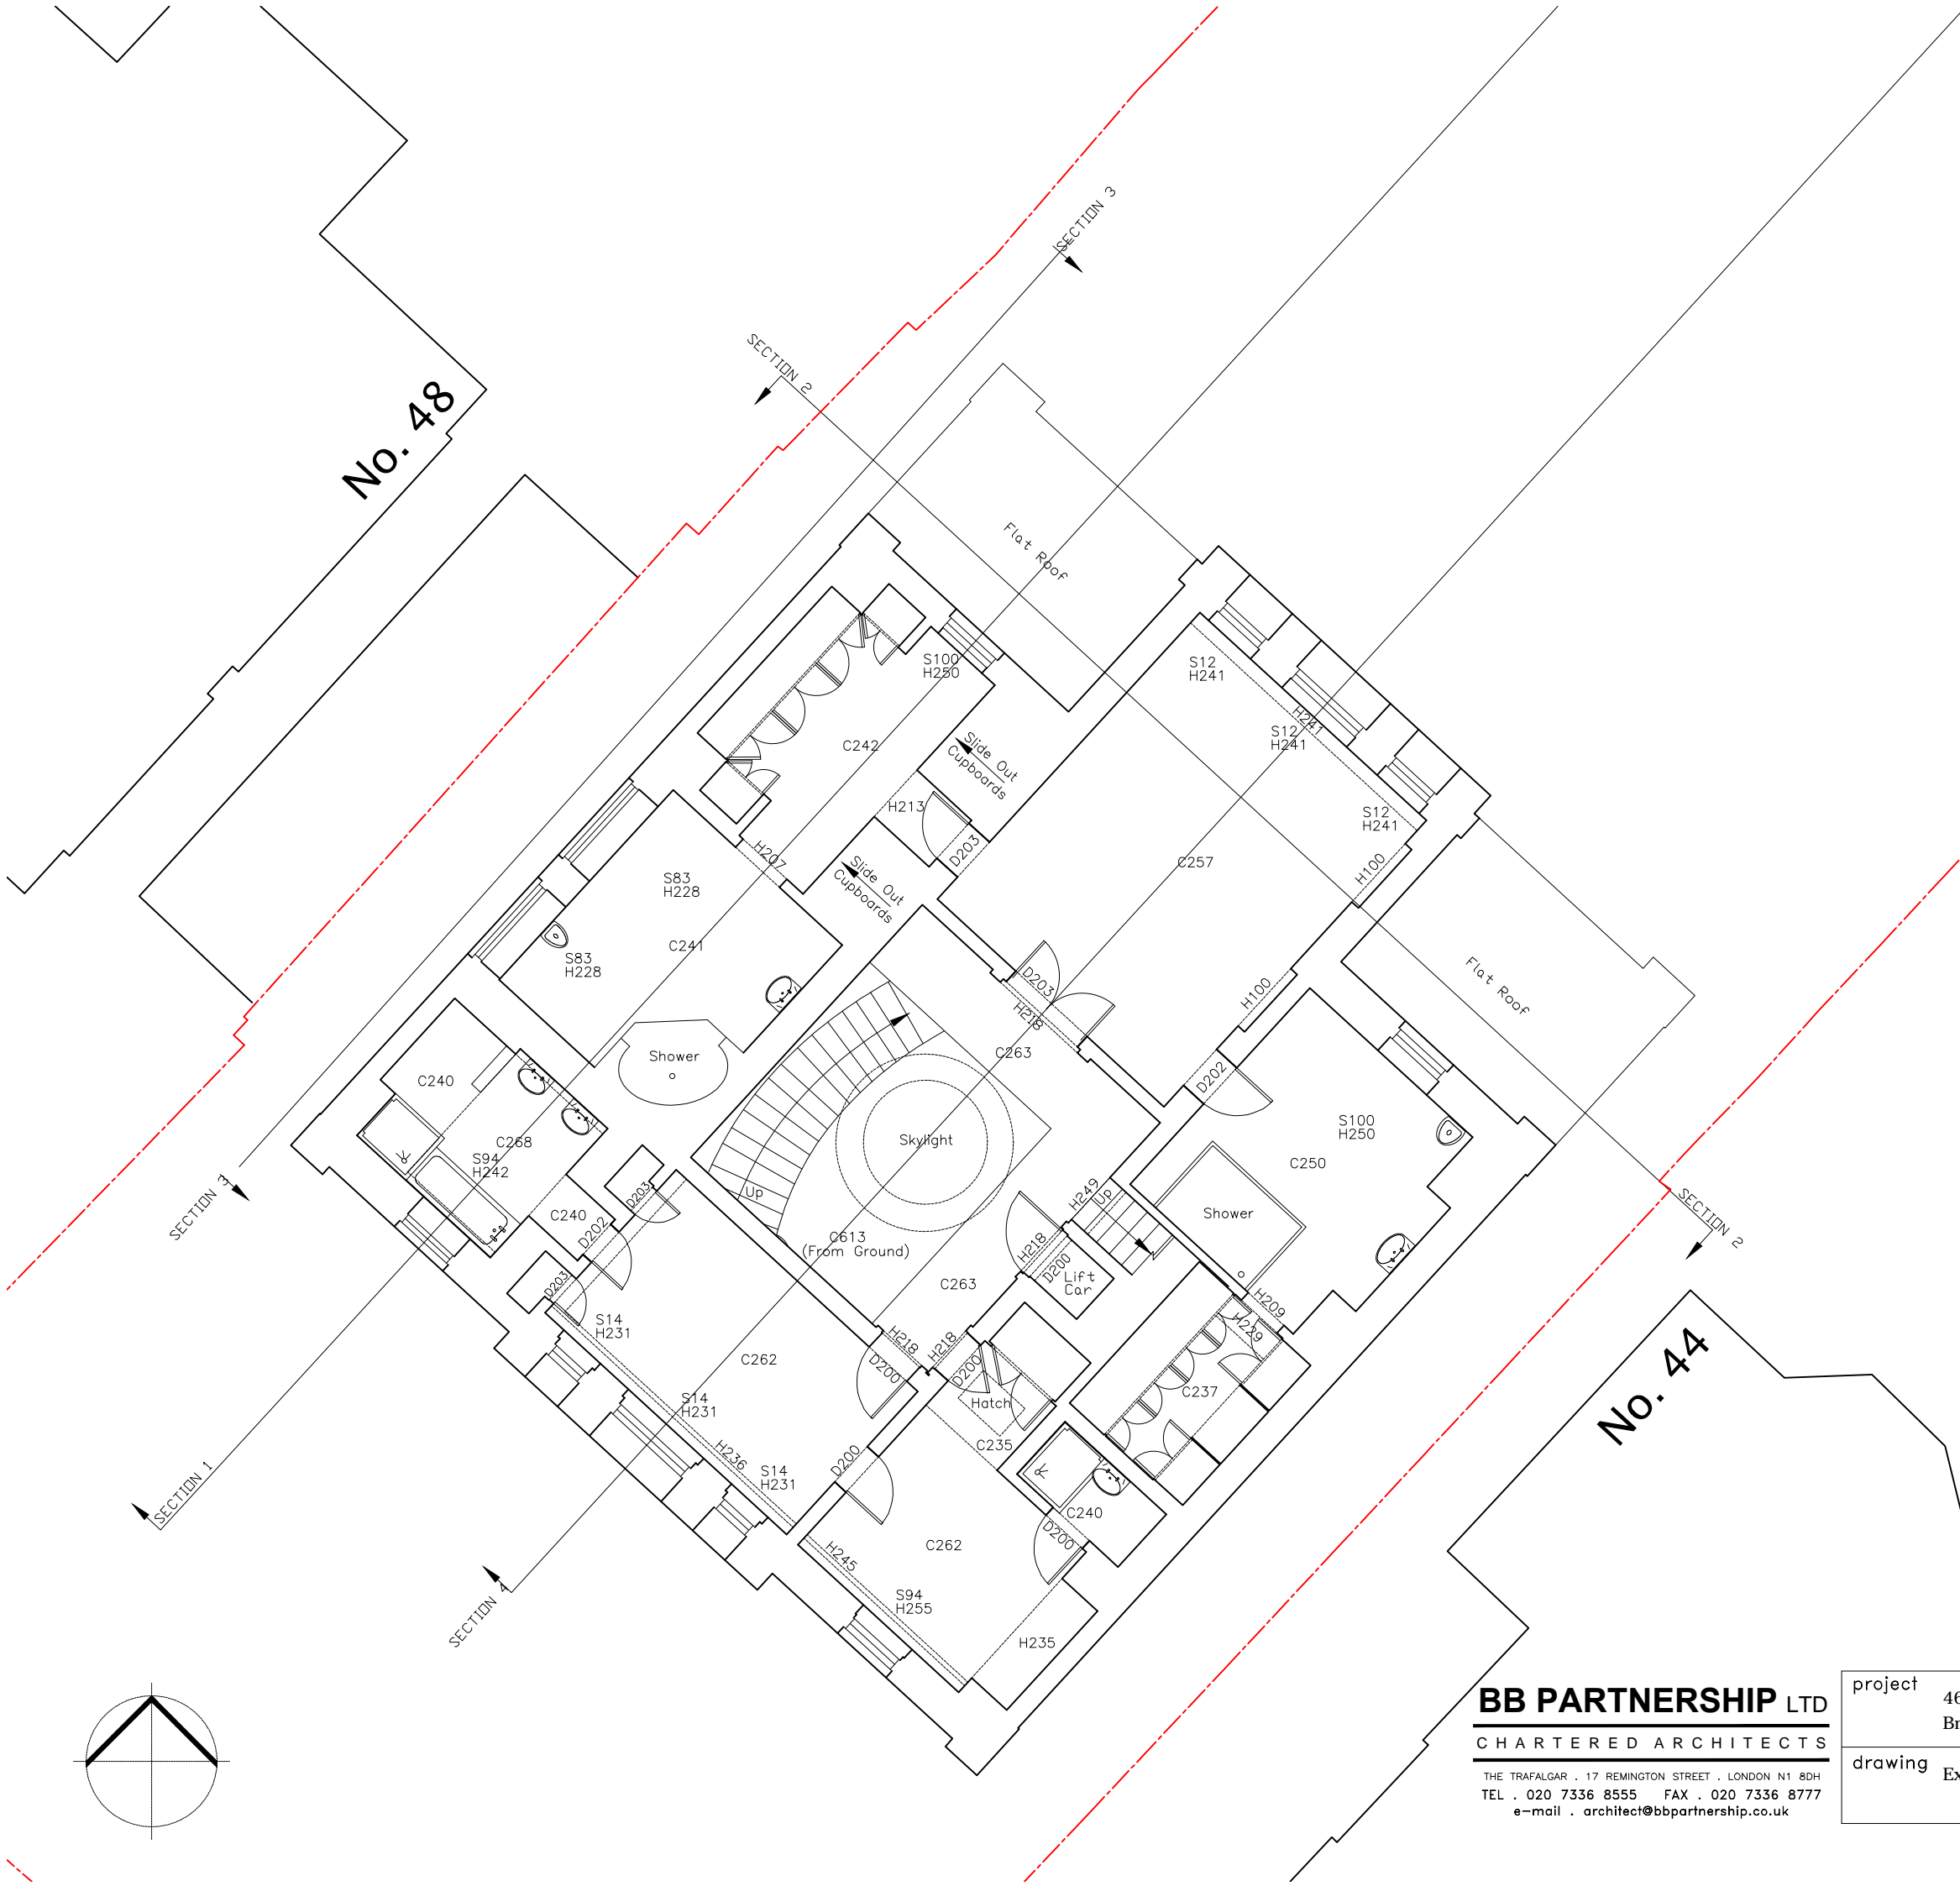 SECTION 3
SECTION 2
No. 48
Flat Roof
S100
H250
S12
H241
H241
S12
H241
C242
Slide Out
Cupboards
H213
S12
H241
D203
H207
C257
H100
Slide Out
Cupboards
S83
H228
C241
S83
H228
D203
H218
H100
Flat Roof
C263
Shower
C240
D202
S100
H250
C268
S94
H242
Skylight
C250
SECTION 3
D203
Up
H249
Up
Shower
C240
D202
C613
(From Ground)
H218
D200
SECTION 2
Lift
Car
C263
D203
S14
H231
H209
H229
H218
H218
C262
D200
D200
No. 44
S14
H231
Hatch
C237
C235
H236
D200
S14
H231
SECTION 1
C240
D200
C262
H245
S94
H255
SECTION 4
H235
BB PARTNERSHIP LTD
CHARTERED ARCHITECTS
THE TRAFALGAR . 17 REMINGTON STREET . LONDON N1 8DH
TEL . 020 7336 8555 FAX . 020 7336 8777
e-mail . architect@bbpartnership.co.uk
project
46
Br
drawing
Ex